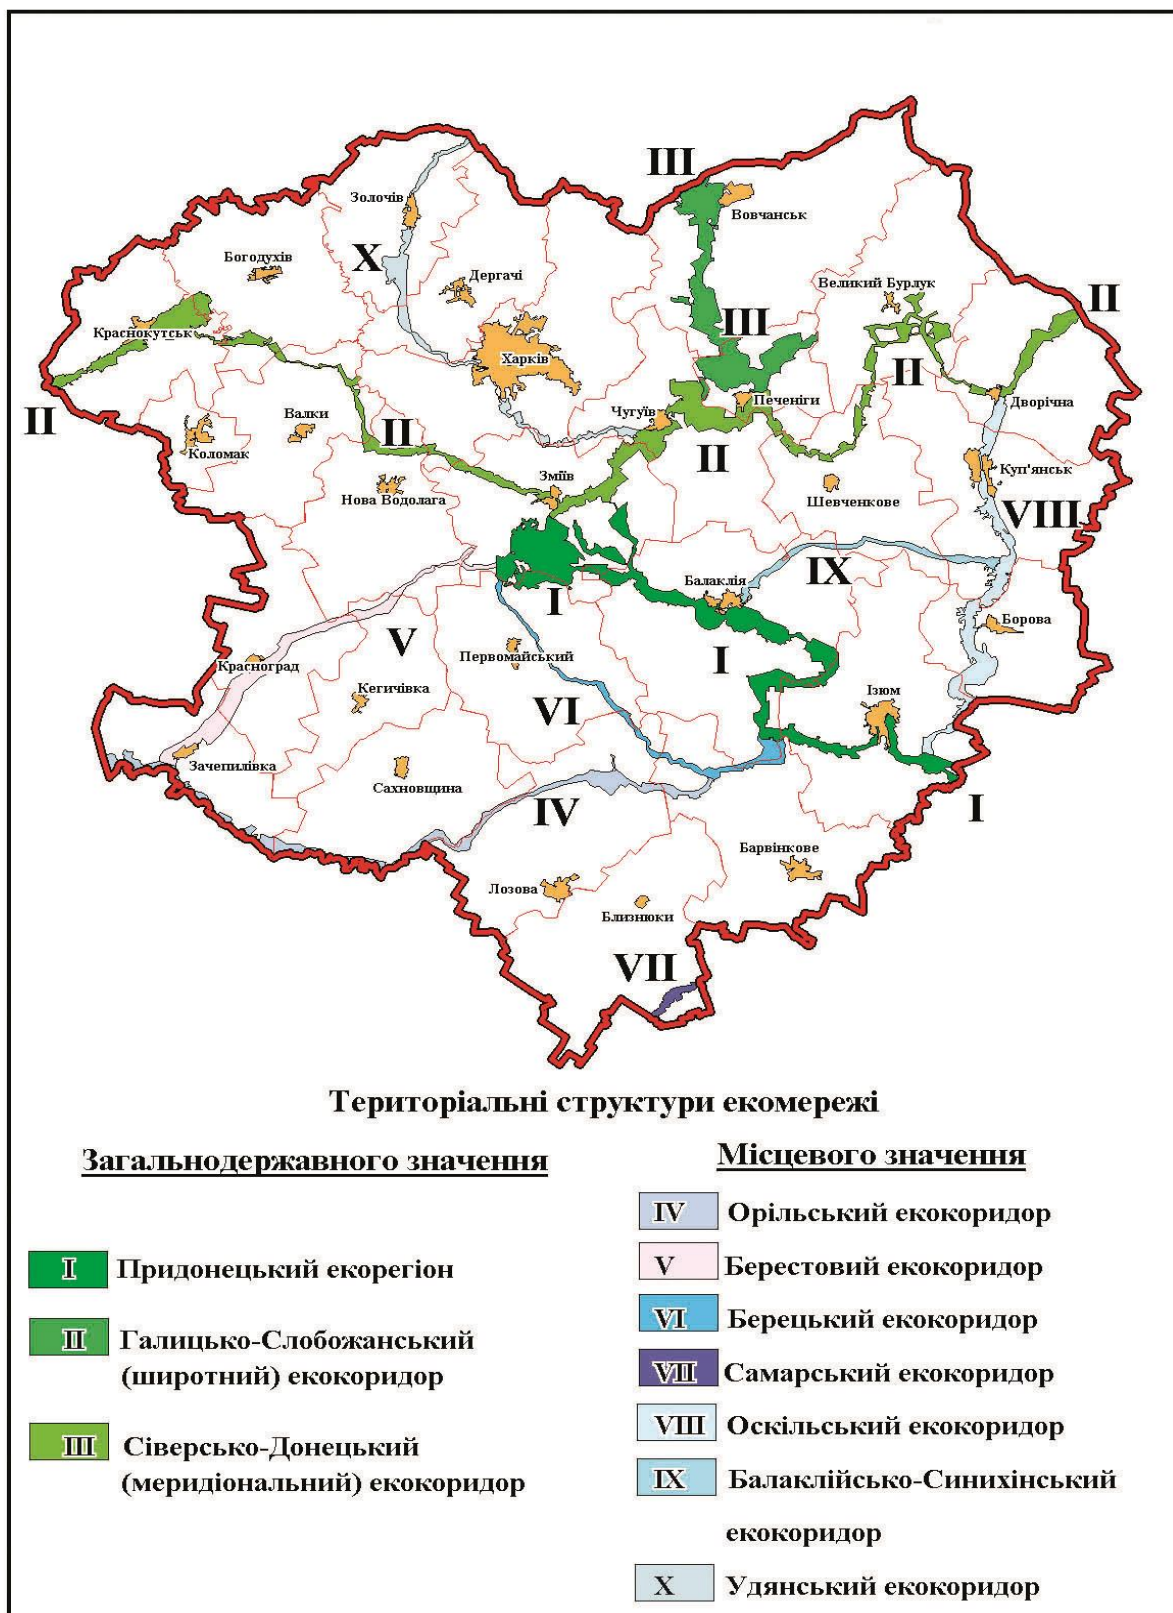 III
Вовчанськ
Золочів
X
Богодухів
Дергачі
Великий Бурлук
II
Краснокутськ
III
Харків
II
Печеніги
Дворічна
II
Валки
Чугуїв
Коломак
II
II
Куп'янськ
Нова Водолага
Зміїв
Шевченкове
VIII
IX
Балаклія
I
Борова
V
Красноград
Первомайський
I
Кегичівка
VI
Ізюм
Зачепилівка
Сахновщина
IV
I
Барвінкове
Лозова
Близнюки
VII
Територіальні структури екомережі
Загальнодержавного значення
I Придонецький екорегіон
II Галицько-Слобожанський
(широтний) екокоридор
III Сіверсько-Донецький
(меридіональний) екокоридор
Місцевого значення
IV Орільський екокоридор
V Берестовий екокоридор
VI Берецький екокоридор
VII Самарський екокоридор
VIII Оскільський екокоридор
IX Балаклійсько-Синихінський
екокоридор
X Удянський екокоридор